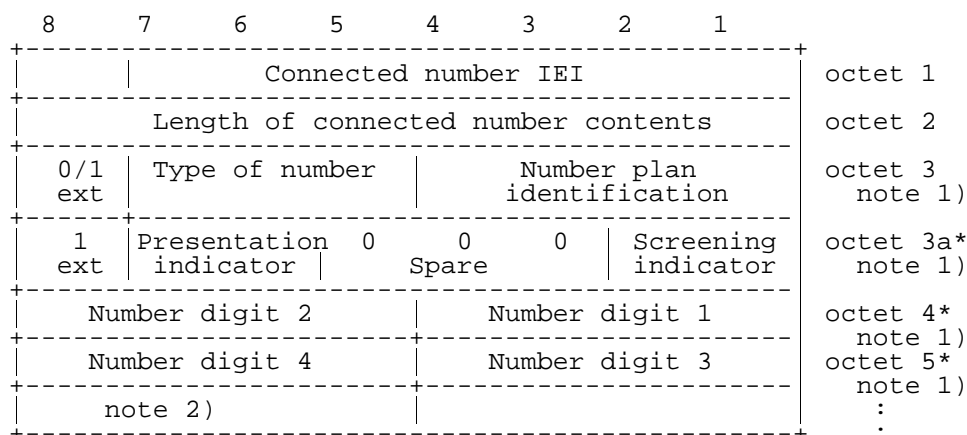 8 7 6 5 4 3 2 1
Connected number IEI octet 1
Length of connected number contents octet 2
0/1 Type of number Number plan octet 3
ext identification note 1)
1 Presentation 0 0 0 Screening octet 3a*
ext indicator Spare indicator note 1)
Number digit 2 Number digit 1 octet 4*
note 1)
Number digit 4 Number digit 3 octet 5*
note 1)
note 2) :
: